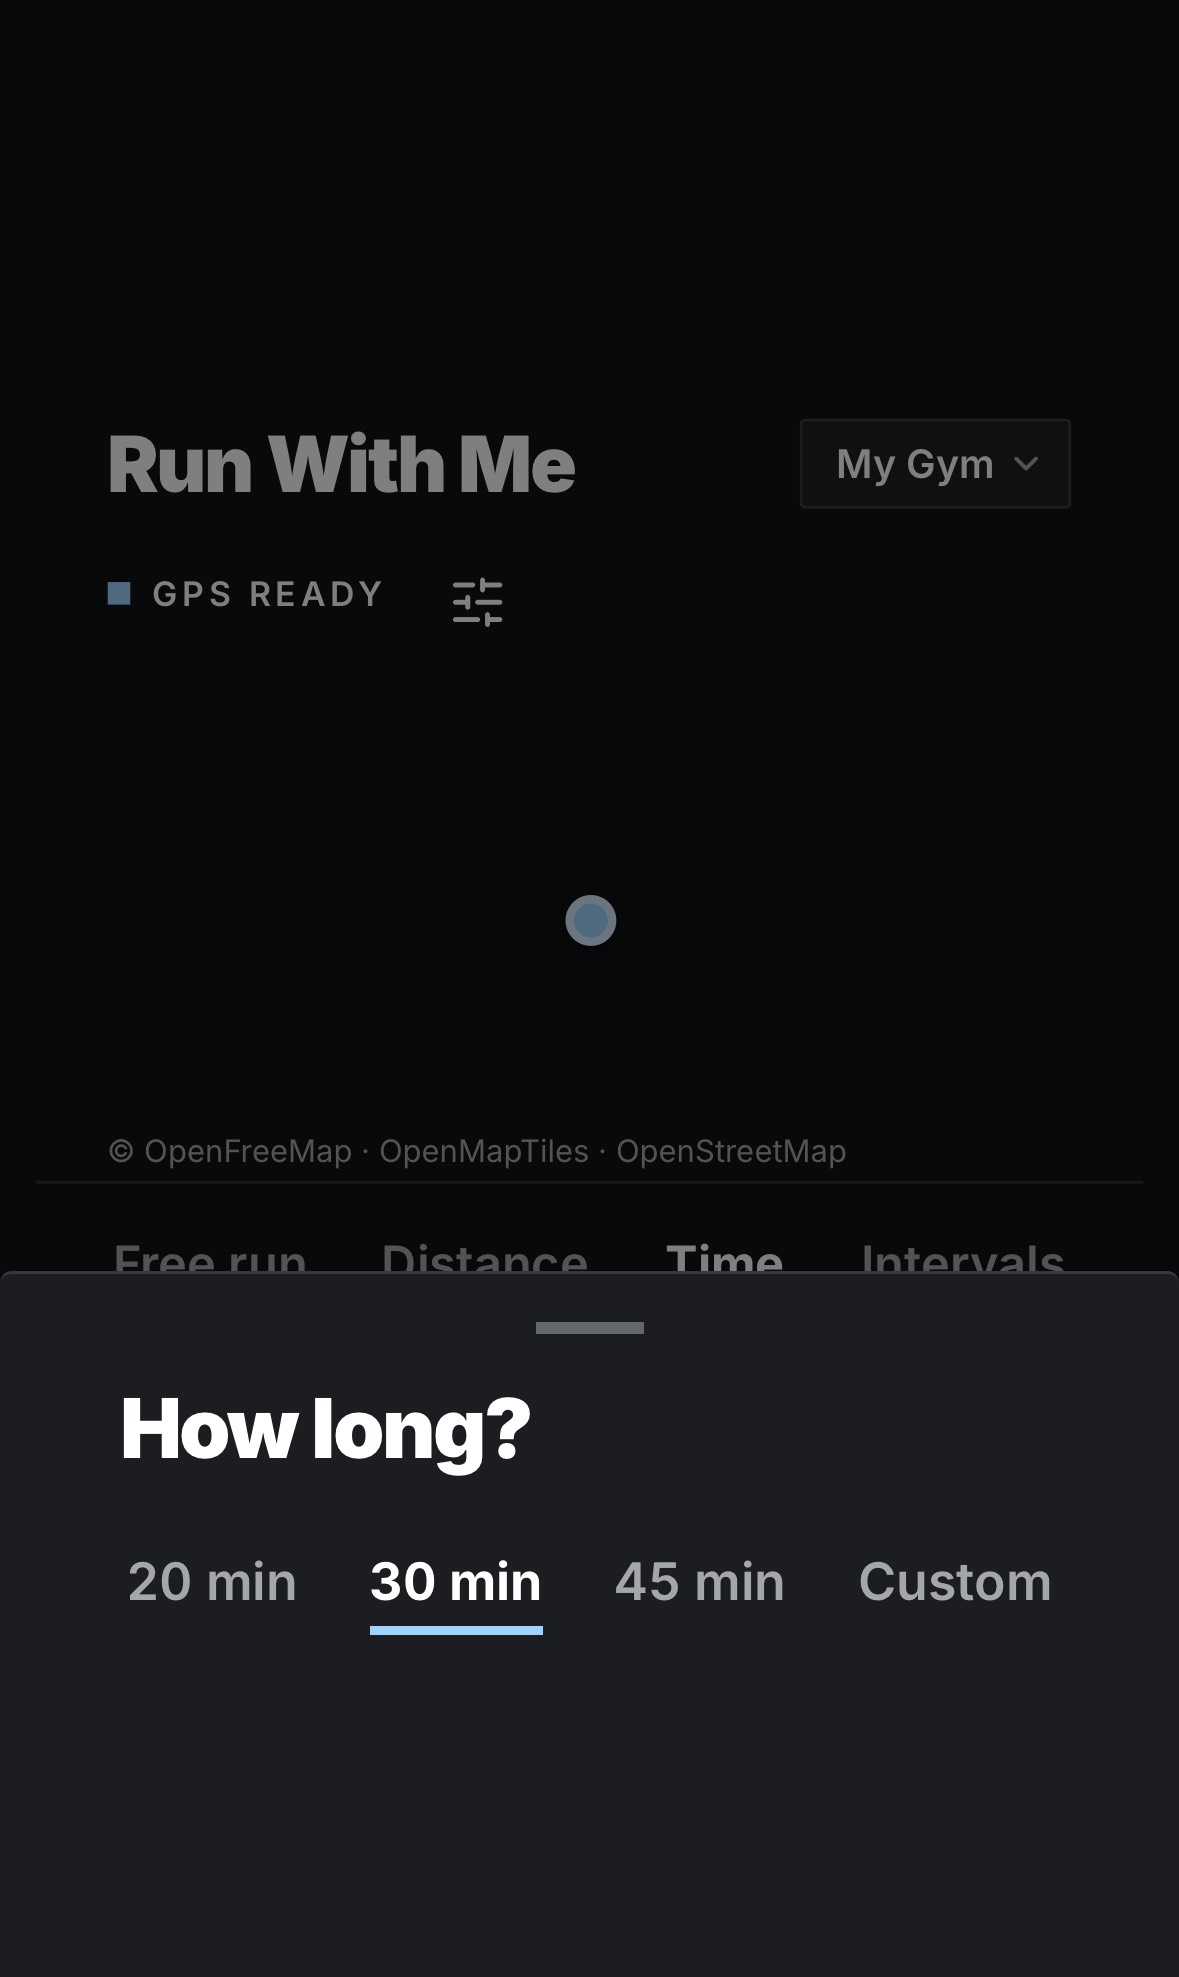 Run With Me
My Gym
GPS READY
© OpenFreeMap · OpenMapTiles · OpenStreetMap
Free run Distance Time Intervals
How long?
20 min 30 min 45 min Custom